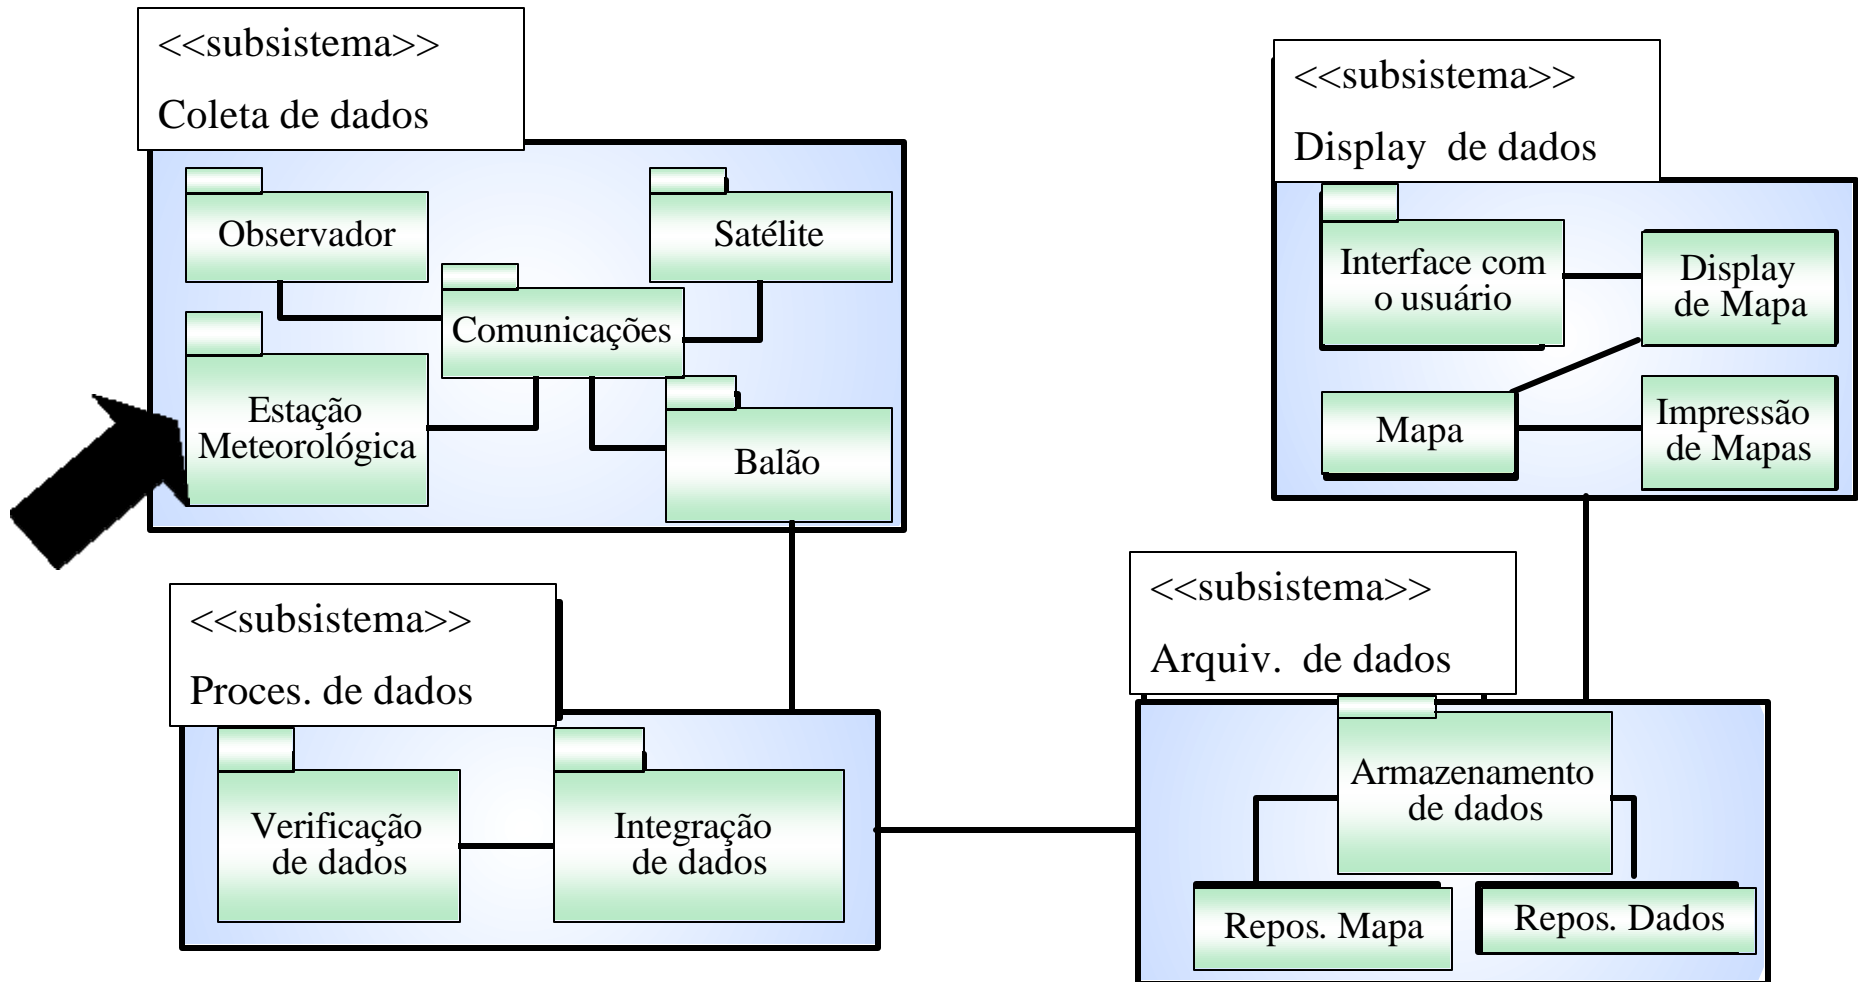 <<subsistema>>
Coleta de dados
Observador
Satélite
Comunicações
Estação
Meteorológica
Balão
<<subsistema>>
Display de dados
Interface com
o usuário
Display
de Mapa
Mapa
Impressão
de Mapas
<<subsistema>>
Proces. de dados
Verificação
de dados
Integração
de dados
<<subsistema>>
Arquiv. de dados
Armazenamento
de dados
Repos. Mapa
Repos. Dados